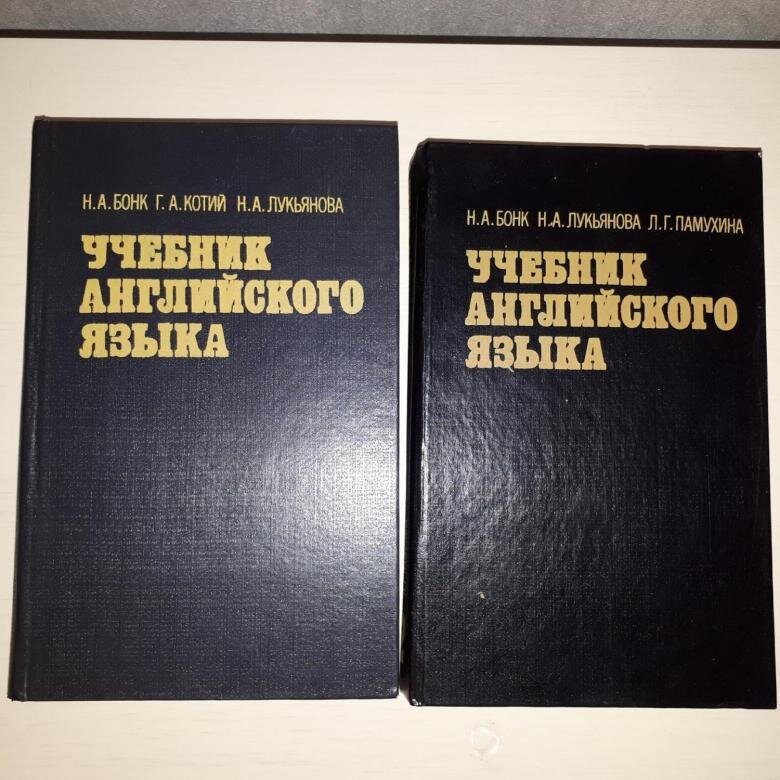 Н.А.БОНК Г.А.КОТИЙ Н.А.ЛУКЬЯНОВА
УЧЕБНИК
АНГЛИЙСКОГО
ЯЗЫКА
Н.А.БОНК Н.А.ЛУКЬЯНОВА Л.Г.ПАМУХИНА
УЧЕБНИК
АНГЛИЙСКОГО
ЯЗЫКА